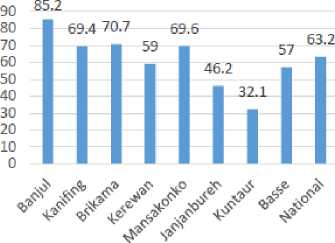 90
80
70
60
50
40
30
20
10
0
85.2
69.4
70.7
59
69.6
46.2
32.1
57
63.2
Banjul
Kanifing
Brikama
Kerewan
Mansakonko
Janjanbureh
Kuntaur
Basse
National